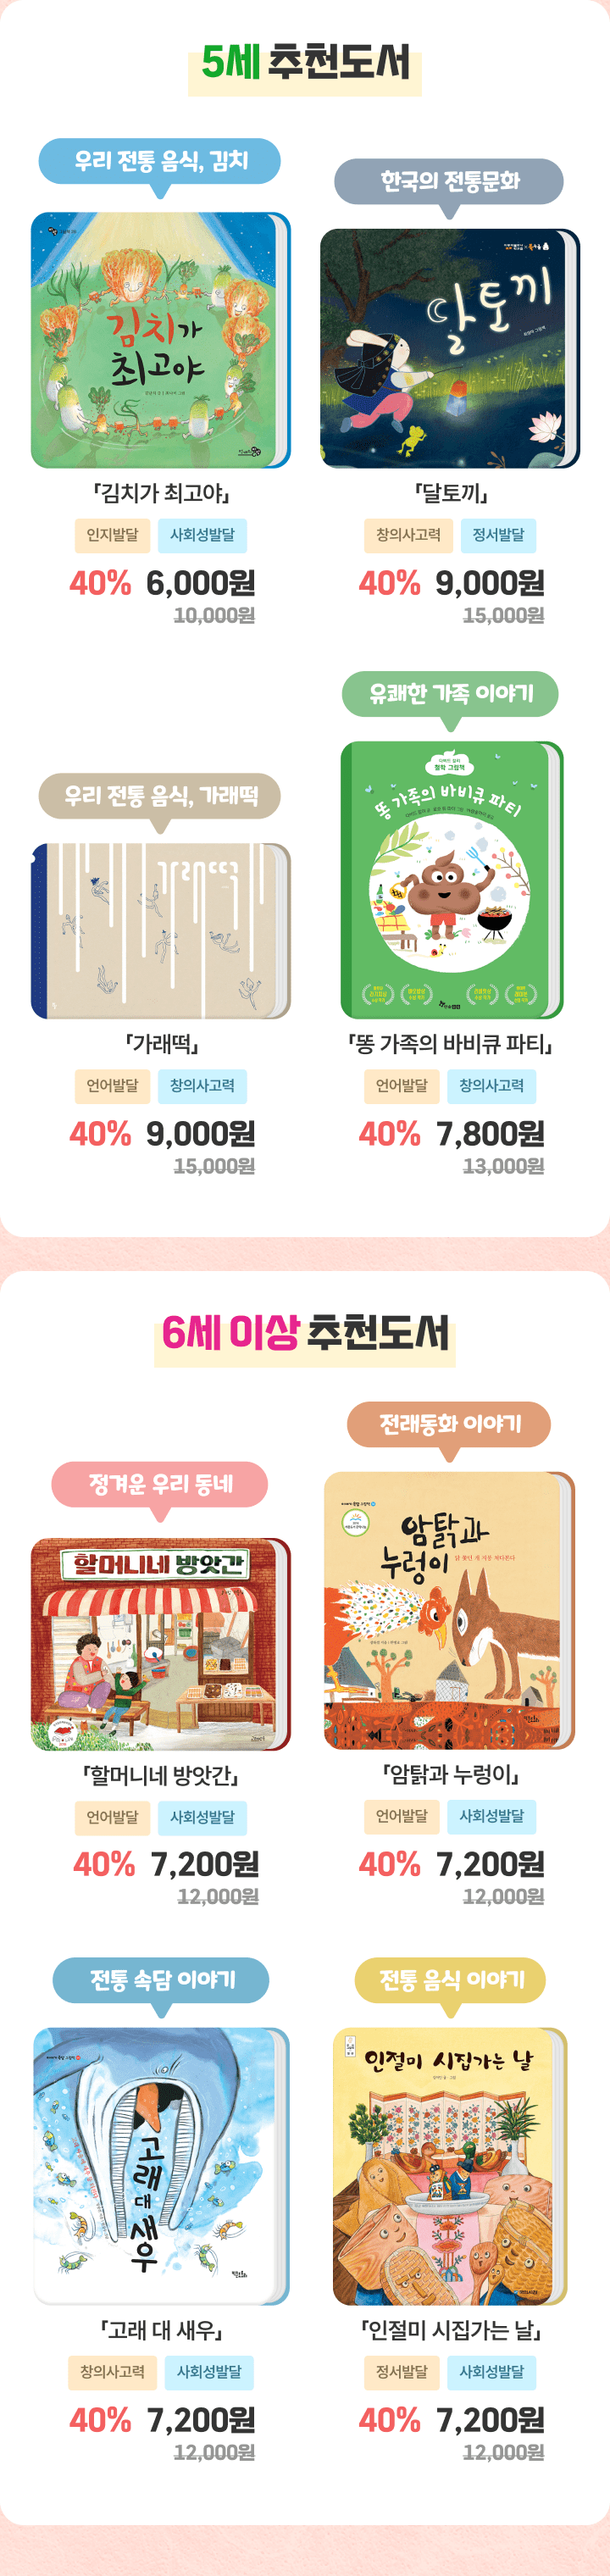 5세 추천도서
우리 전통 음식, 김치
한국의 전통문화
김치가
최고야
달토끼
「김치가 최고야」
「달토끼」
인지발달 사회성발달
창의사고력 정서발달
40% 6,000원
10,000원
40% 9,000원
15,000원
우리 전통 음식, 가래떡
유쾌한 가족 이야기
가래떡
철학 그림책
똥 가족의 바비큐 파티
「가래떡」
「똥 가족의 바비큐 파티」
언어발달 창의사고력
언어발달 창의사고력
40% 9,000원
15,000원
40% 7,800원
13,000원
6세 이상 추천도서
정겨운 우리 동네
전래동화 이야기
할머니네 방앗간
암탉과
누렁이
「할머니네 방앗간」
「암탉과 누렁이」
언어발달 사회성발달
언어발달 사회성발달
40% 7,200원
12,000원
40% 7,200원
12,000원
전통 속담 이야기
전통 음식 이야기
고래 대 새우
인절미 시집가는 날
「고래 대 새우」
「인절미 시집가는 날」
창의사고력 사회성발달
정서발달 사회성발달
40% 7,200원
12,000원
40% 7,200원
12,000원